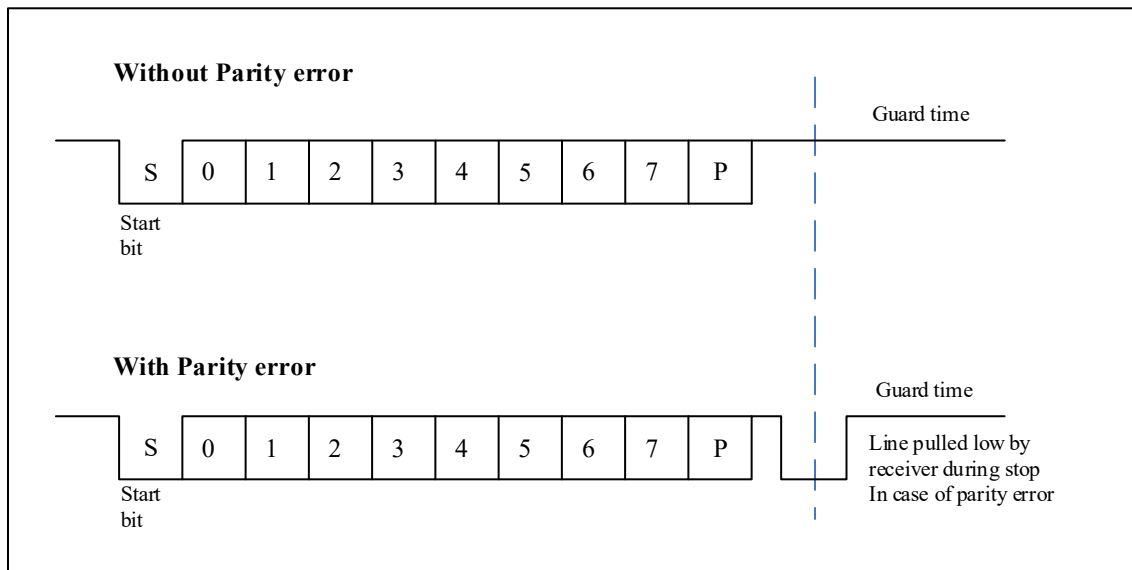 Without Parity error
Guard time
S 0 1 2 3 4 5 6 7 P
Start
bit
With Parity error
Guard time
S 0 1 2 3 4 5 6 7 P
Line pulled low by
receiver during stop
In case of parity error
Start
bit